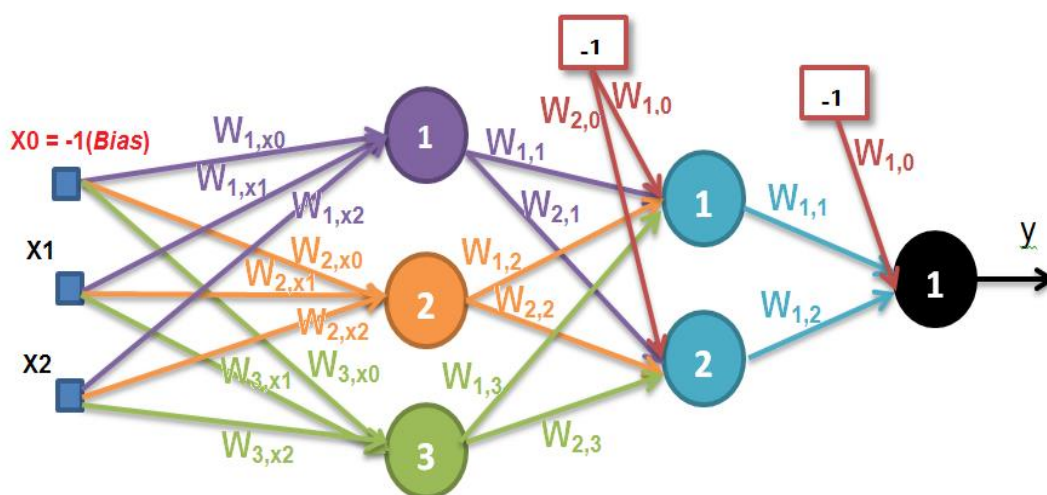 -1
-1
W1,0
W2,0
W1,x0
1
X0 = -1(Bias)
W1,1
W1,0
W1,x1
W1,x2
W2,1
1
W1,1
y
X1
W2,x0
W1,2
W2,x1
2
1
W2,2
W2,x2
W1,2
X2
W3,x0
2
W3,x1
W1,3
W3,x2
3
W2,3